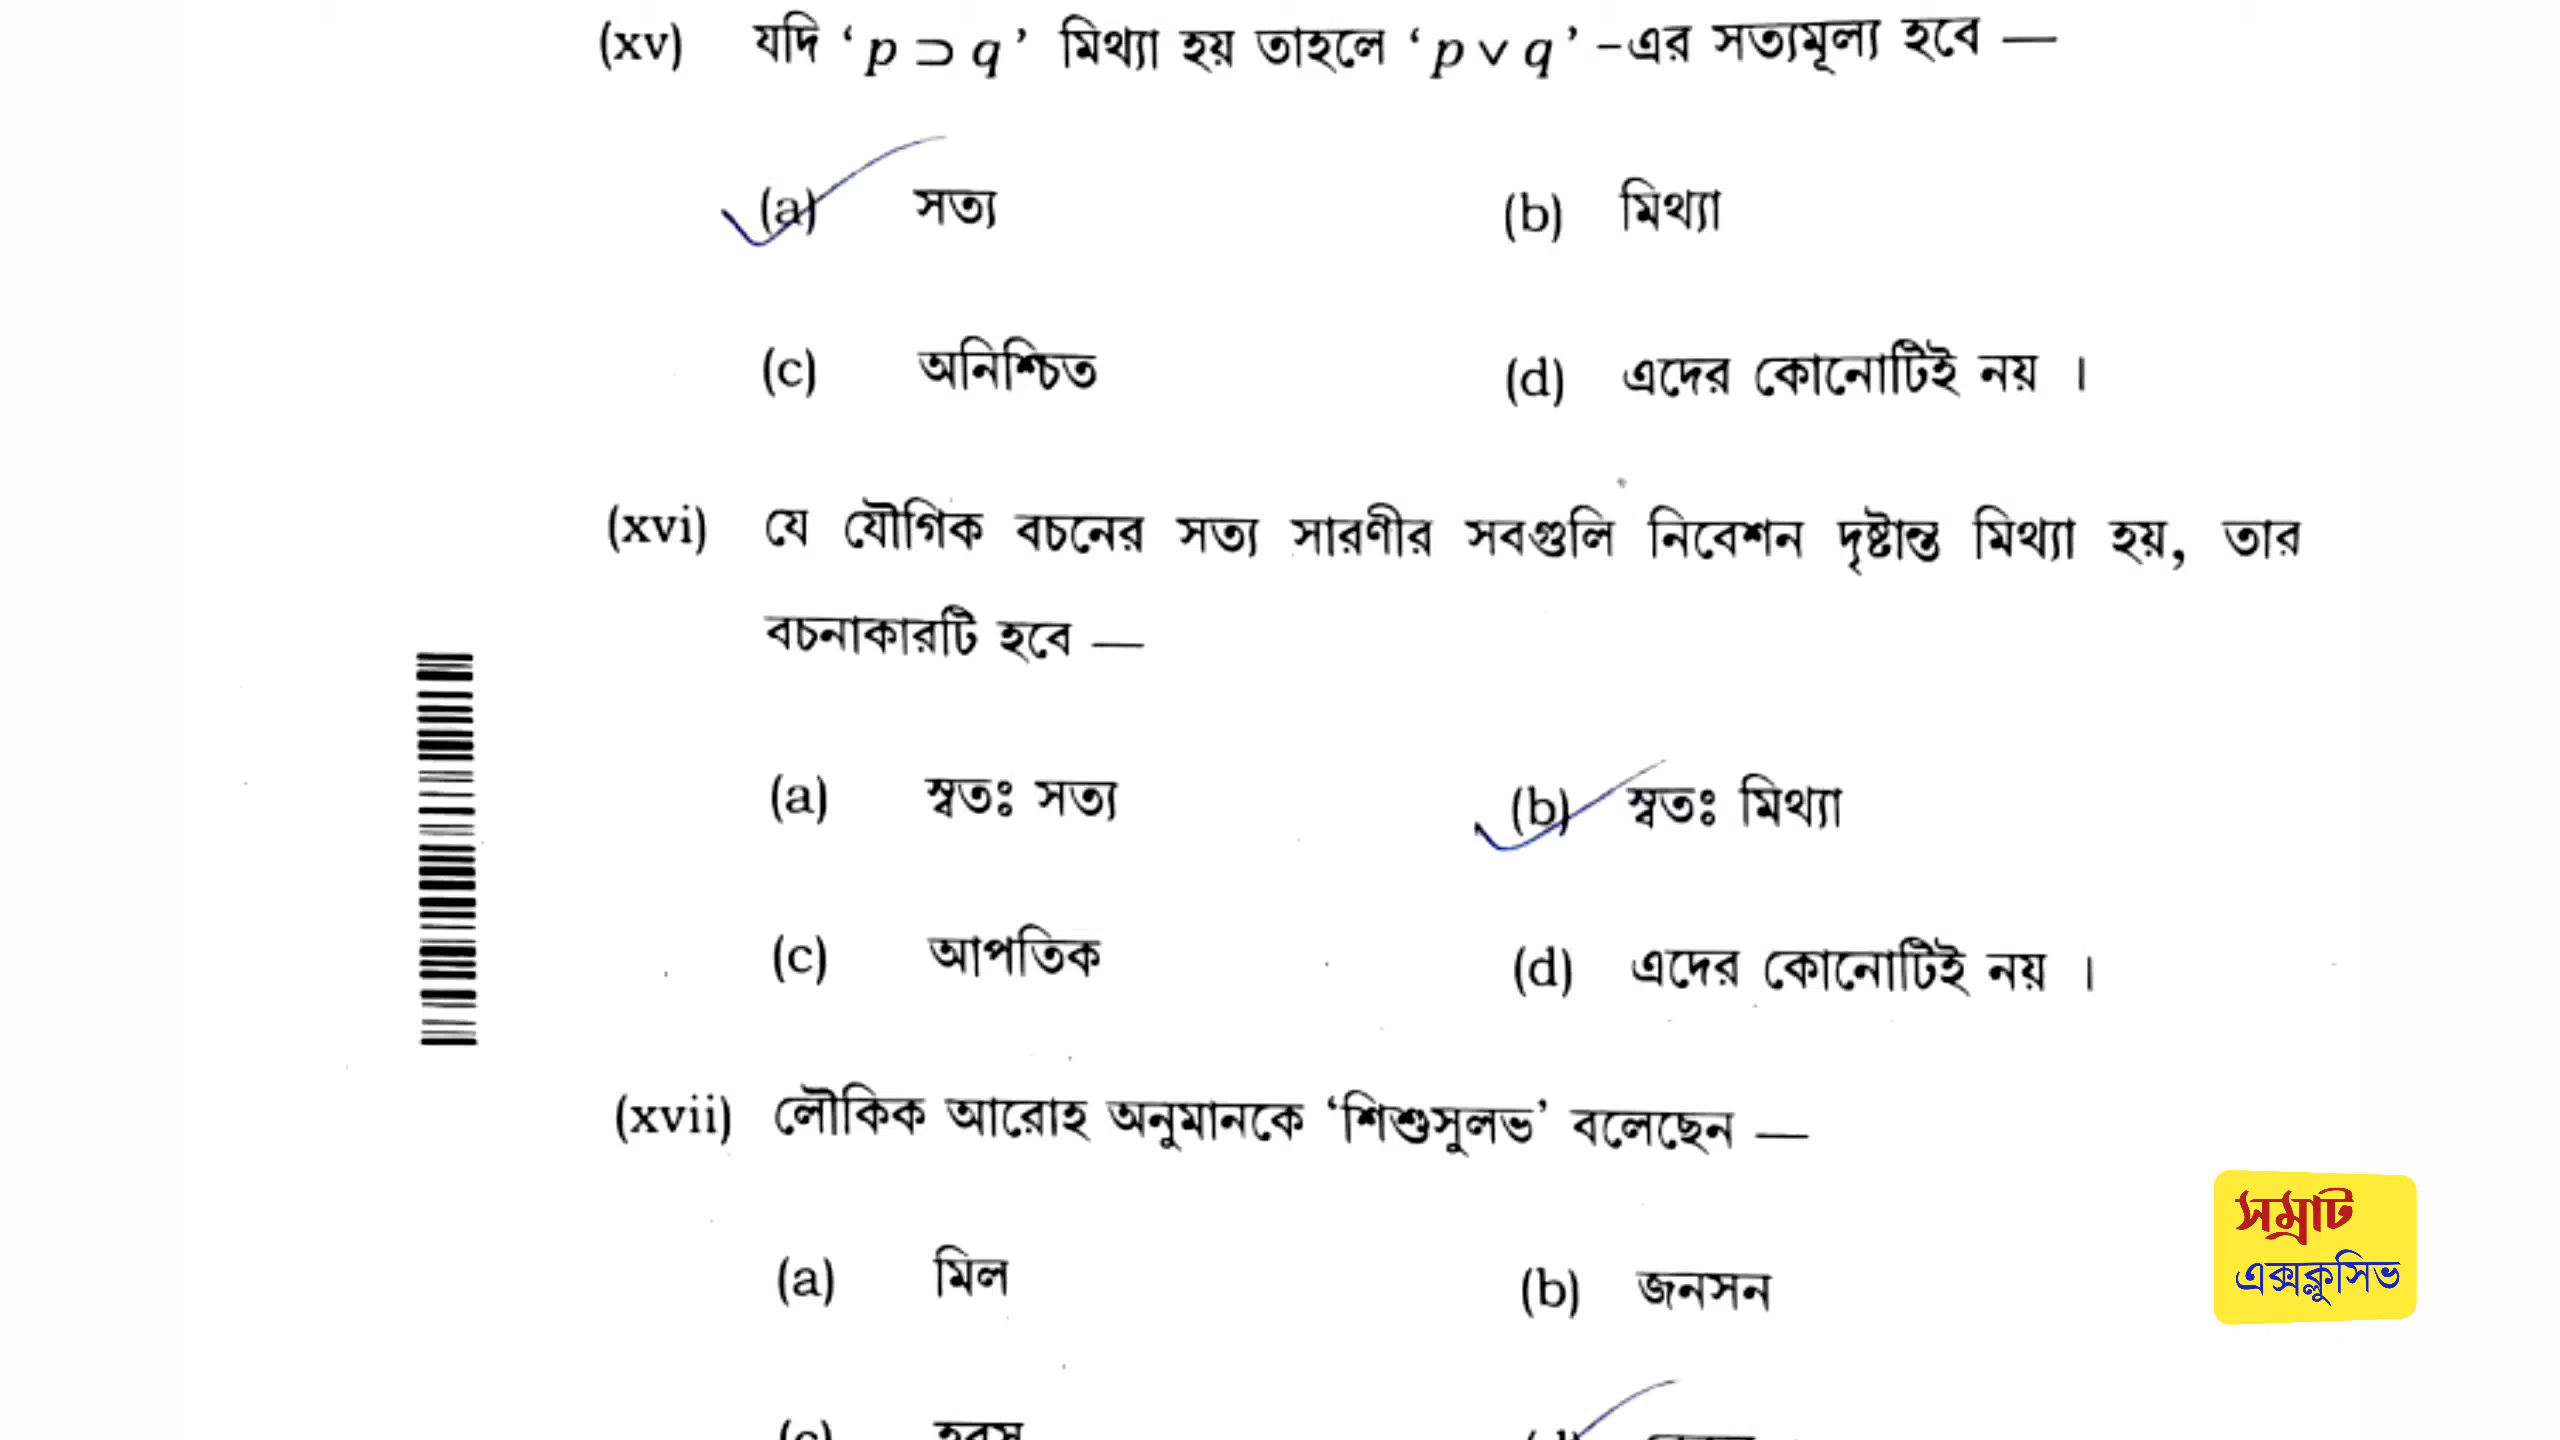 (xv) যদি ‘ p ⊃ q ’ মিথ্যা হয় তাহলে ‘ p ∨ q ’ -এর সত্যমূল্য হবে —
(a) সত্য (b) মিথ্যা
(c) অনিশ্চিত (d) এদের কোনোটিই নয় ।
(xvi) যে যৌগিক বচনের সত্য সারণীর সবগুলি নিবেশন দৃষ্টান্ত মিথ্যা হয়, তার
বচনাকারটি হবে —
(a) স্বতঃ সত্য (b) স্বতঃ মিথ্যা
(c) আপতিক (d) এদের কোনোটিই নয় ।
(xvii) লৌকিক আরোহ অনুমানকে ‘শিশুসুলভ’ বলেছেন —
(a) মিল (b) জনসন
সম্রাট
এক্সক্লুসিভ